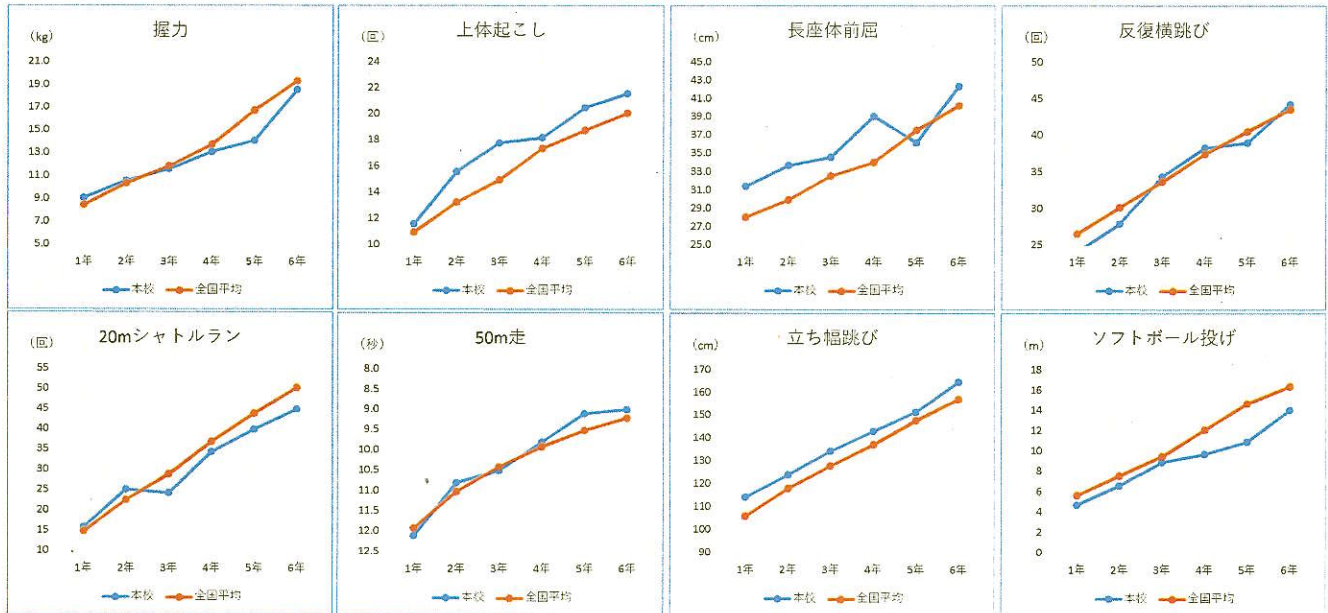 握力
(kg)
21.0
19.0
17.0
15.0
13.0
11.0
9.0
7.0
5.0
1年 2年 3年 4年 5年 6年
本校 全国平均
上体起こし
(回)
24
22
20
18
16
14
12
10
1年 2年 3年 4年 5年 6年
本校 全国平均
長座体前屈
(cm)
45.0
43.0
41.0
39.0
37.0
35.0
33.0
31.0
29.0
27.0
25.0
1年 2年 3年 4年 5年 6年
本校 全国平均
反復横跳び
(回)
50
45
40
35
30
25
1年 2年 3年 4年 5年 6年
本校 全国平均
20mシャトルラン
(回)
55
50
45
40
35
30
25
20
15
10
1年 2年 3年 4年 5年 6年
本校 全国平均
50m走
(秒)
8.0
8.5
9.0
9.5
10.0
10.5
11.0
11.5
12.0
12.5
1年 2年 3年 4年 5年 6年
本校 全国平均
立ち幅跳び
(cm)
170
160
150
140
130
120
110
100
90
1年 2年 3年 4年 5年 6年
本校 全国平均
ソフトボール投げ
(m)
18
16
14
12
10
8
6
4
2
0
1年 2年 3年 4年 5年 6年
本校 全国平均